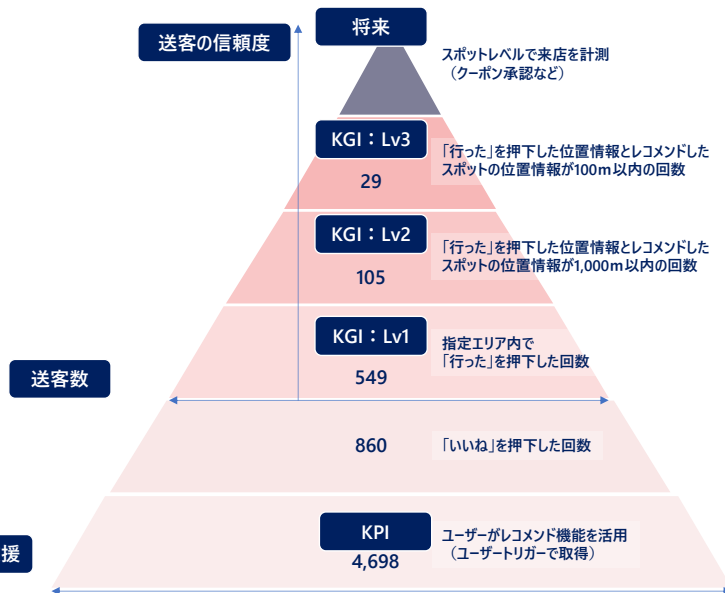 将来
送客の信頼度
スポットレベルで来店を計測
（クーポン承認など）
KGI：Lv3
29
「行った」を押下した位置情報とレコメンドした
スポットの位置情報が100m以内の回数
KGI：Lv2
105
「行った」を押下した位置情報とレコメンドした
スポットの位置情報が1,000m以内の回数
KGI：Lv1
549
指定エリア内で
「行った」を押下した回数
送客数
860
「いいね」を押下した回数
援
KPI
4,698
ユーザーがレコメンド機能を活用
（ユーザートリガーで取得）